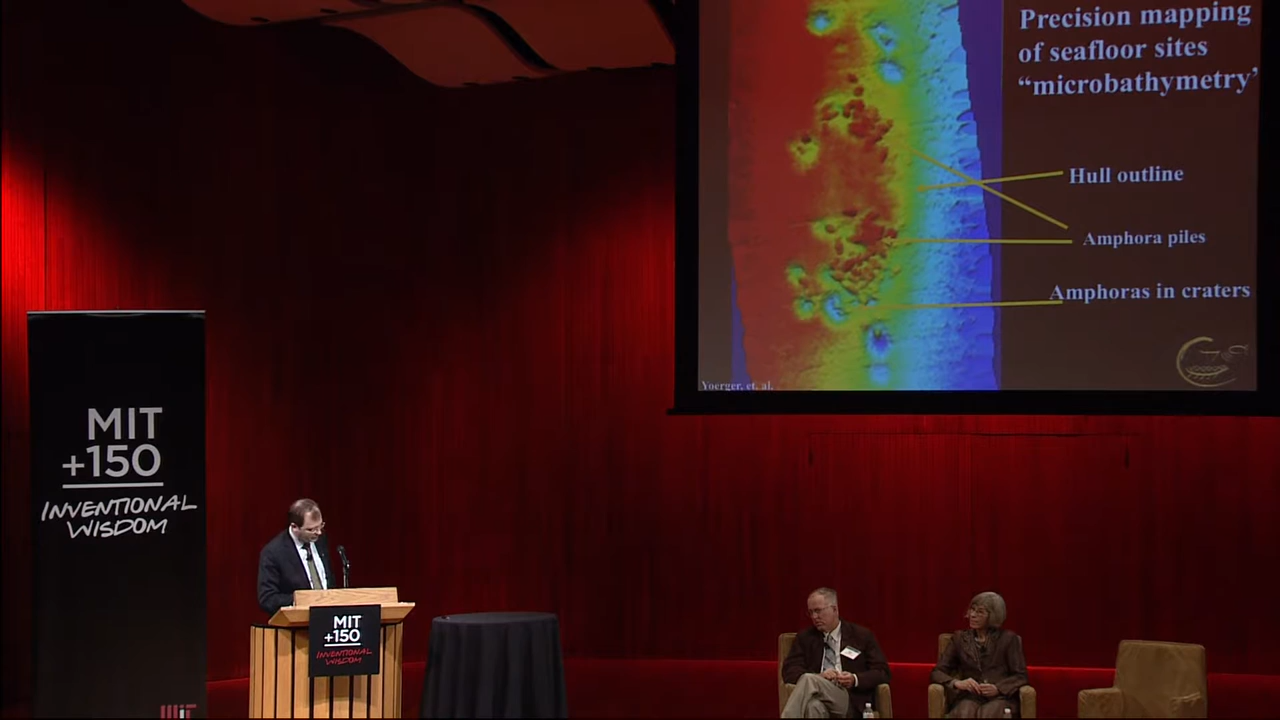 Precision mapping
of seafloor sites
“microbathymetry’
Hull outline
Amphora piles
Amphoras in craters
Yoerger, et. al.
MIT
+150
INVENTIONAL
WISDOM
MIT
+150
INVENTIONAL
WISDOM
MIT